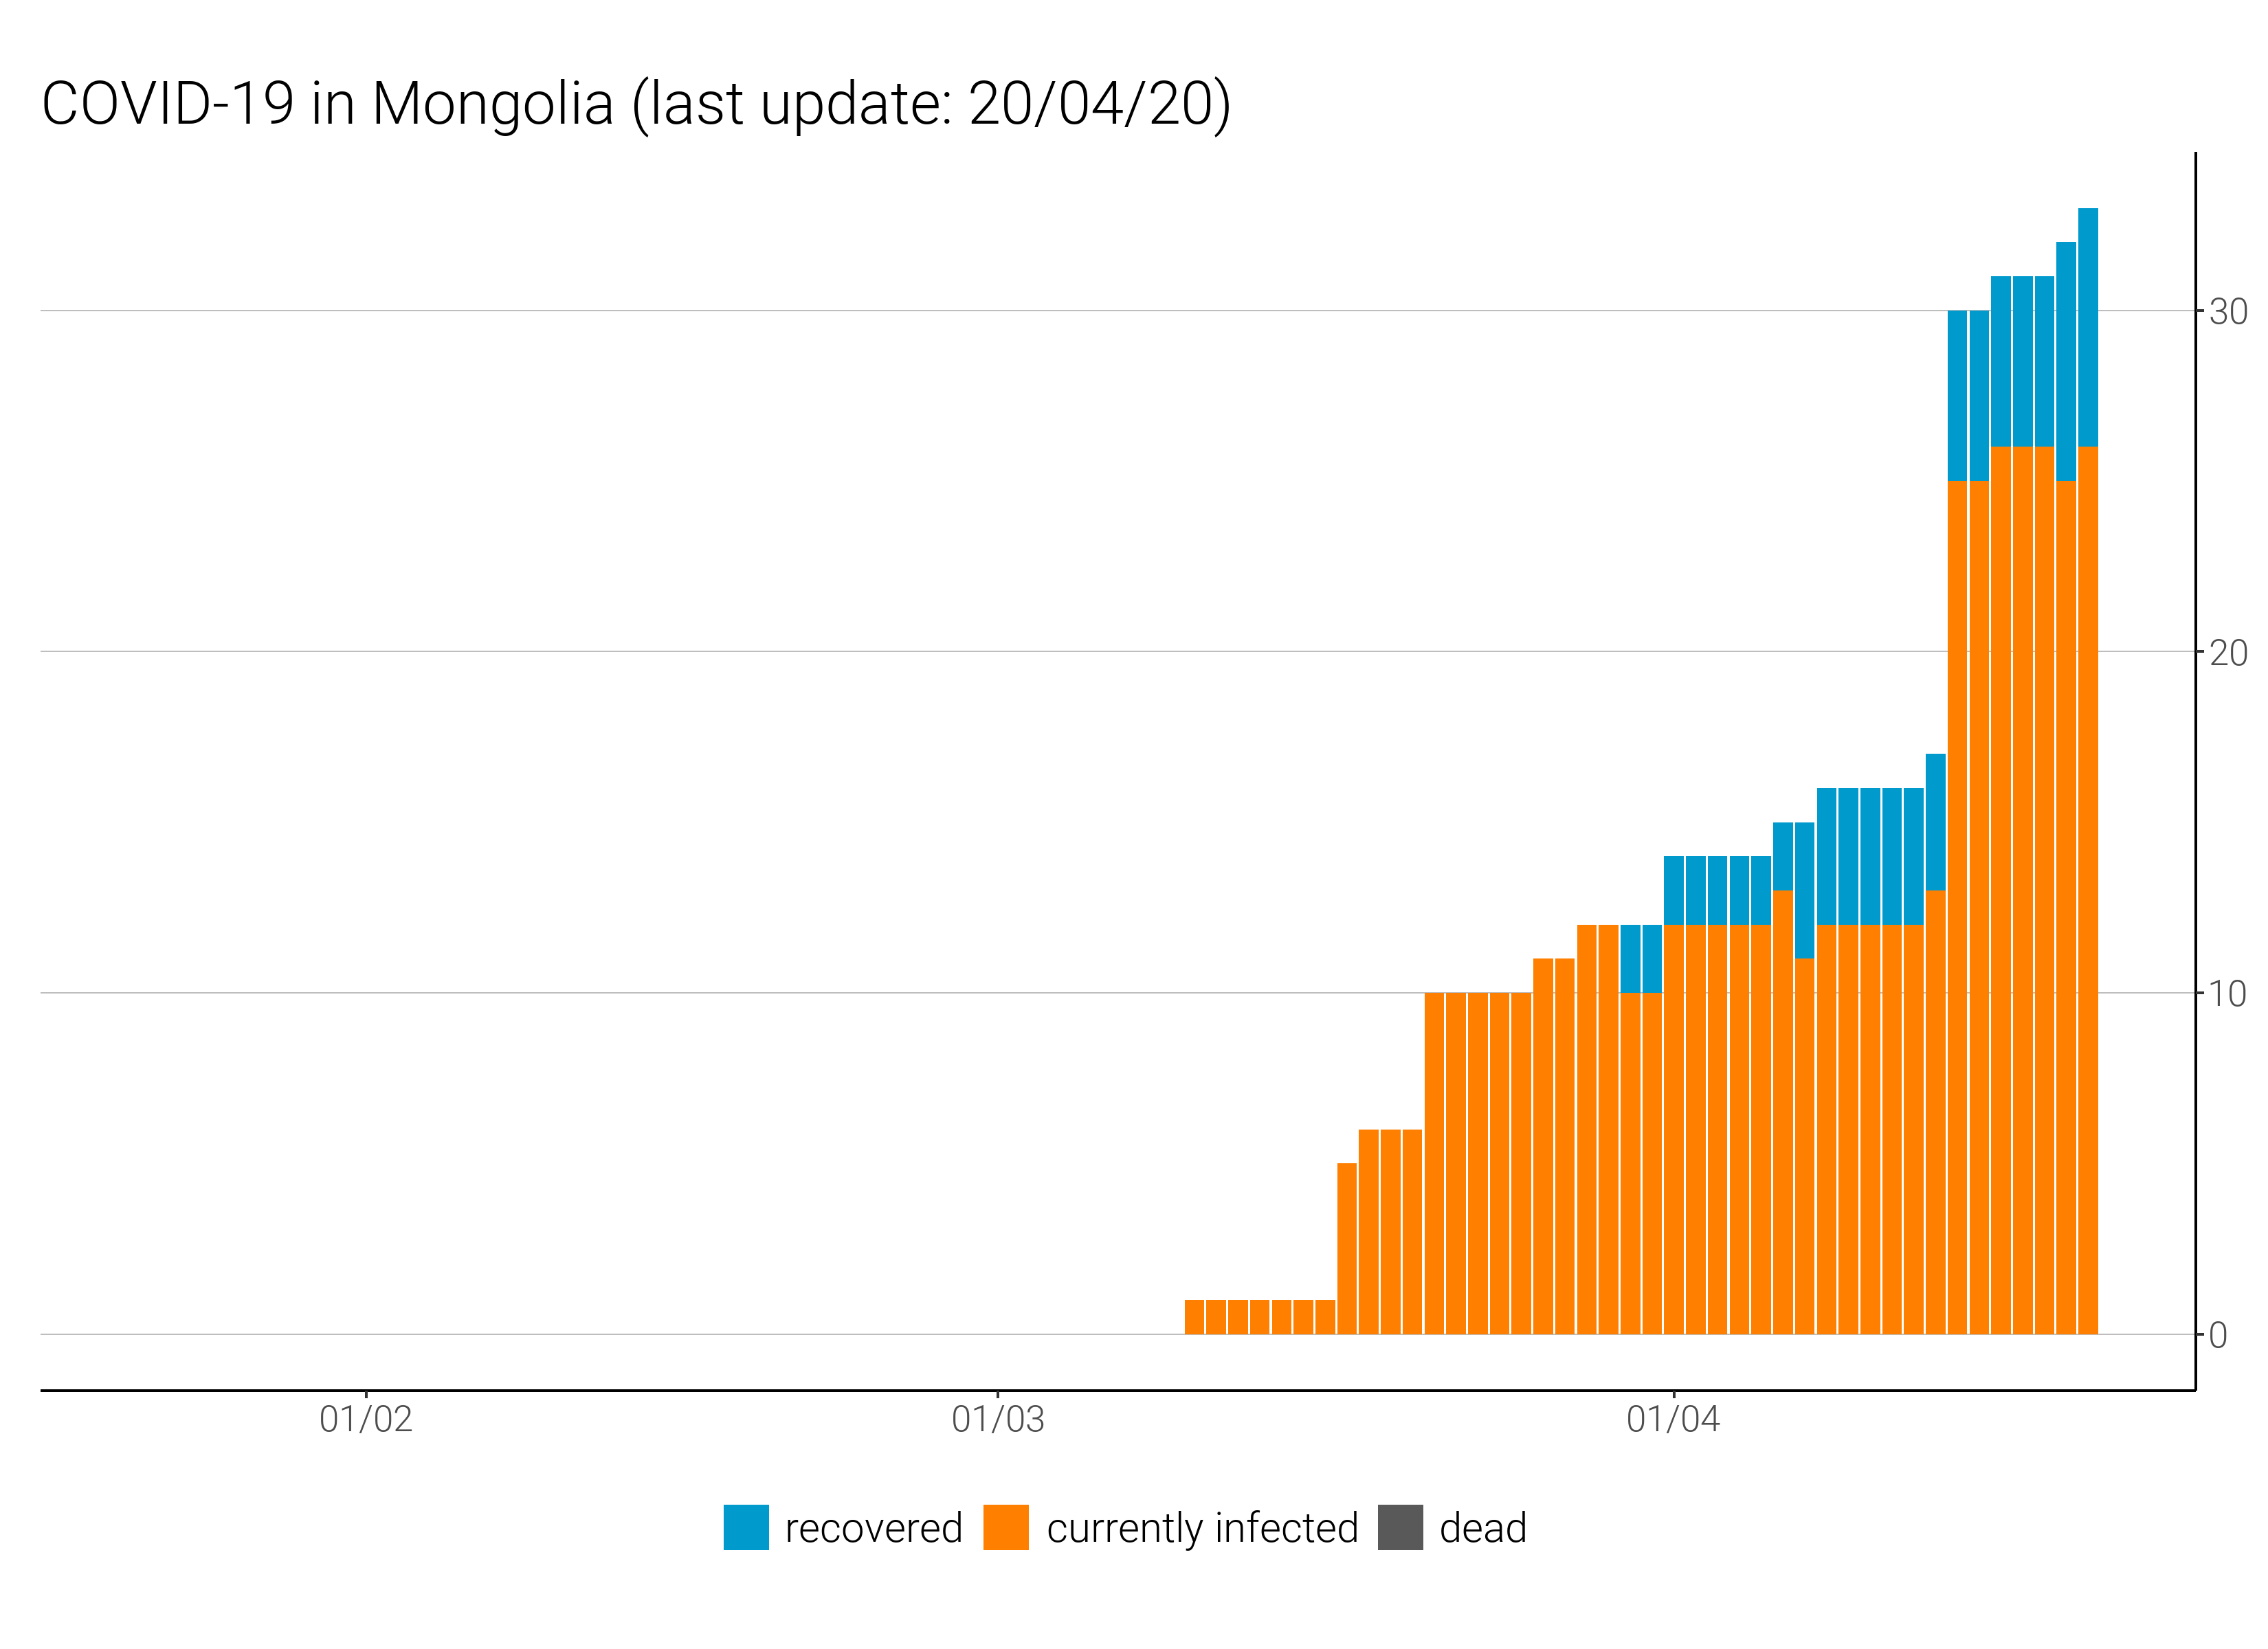 COVID-19 in Mongolia (last update: 20/04/20)
30
20
10
0
01/02 01/03 01/04
recovered currently infected dead